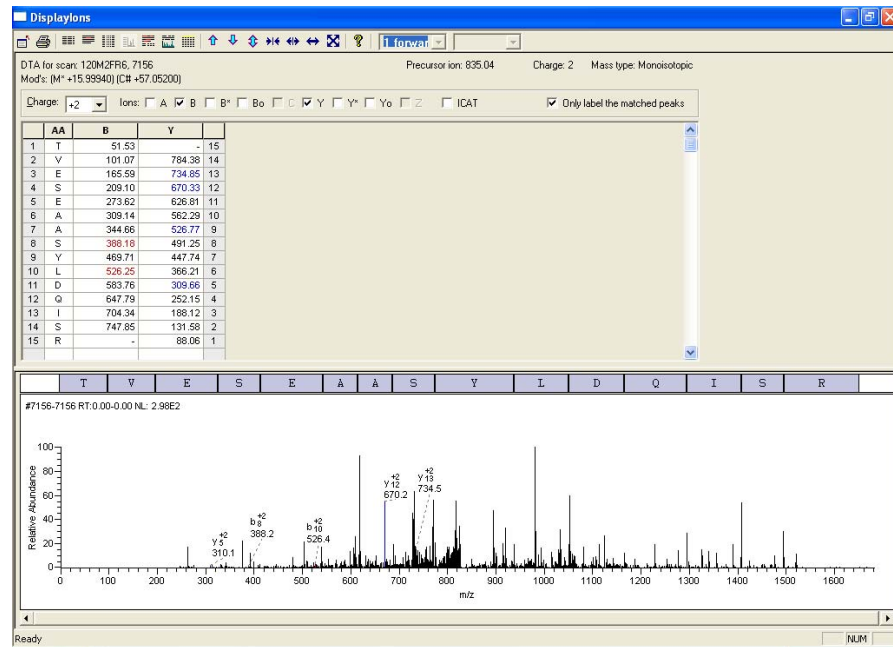 DisplayIons
1 forwar
DTA for scan: 120M2FR6, 7156 Precursor ion: 835.04 Charge: 2 Mass type: Monoisotopic
Mod's: (M* +15.99940) (C# +57.05200)
Charge: +2 Ions: A B B* Bo C Y Y* Yo Z ICAT Only label the matched peaks
AA B Y
1 T 51.53 - 15
2 V 101.07 784.38 14
3 E 165.59 734.85 13
4 S 209.10 670.33 12
5 E 273.62 626.81 11
6 A 309.14 562.29 10
7 A 344.66 526.77 9
8 S 388.18 491.25 8
9 Y 469.71 447.74 7
10 L 526.25 366.21 6
11 D 583.76 309.66 5
12 Q 647.79 252.15 4
13 I 704.34 188.12 3
14 S 747.85 131.58 2
15 R - 88.06 1
T V E S E A A S Y L D Q I S R
#7156-7156 RT:0.00-0.00 NL: 2.98E2
Relative Abundance
100
80
60
40
20
0
y 5 +2
310.1
b 8 +2
388.2
b 10 +2
526.4
y 12 +2
670.2
y 13 +2
734.5
0 100 200 300 400 500 600 700 800 900 1000 1100 1200 1300 1400 1500 1600
m/z
Ready NUM